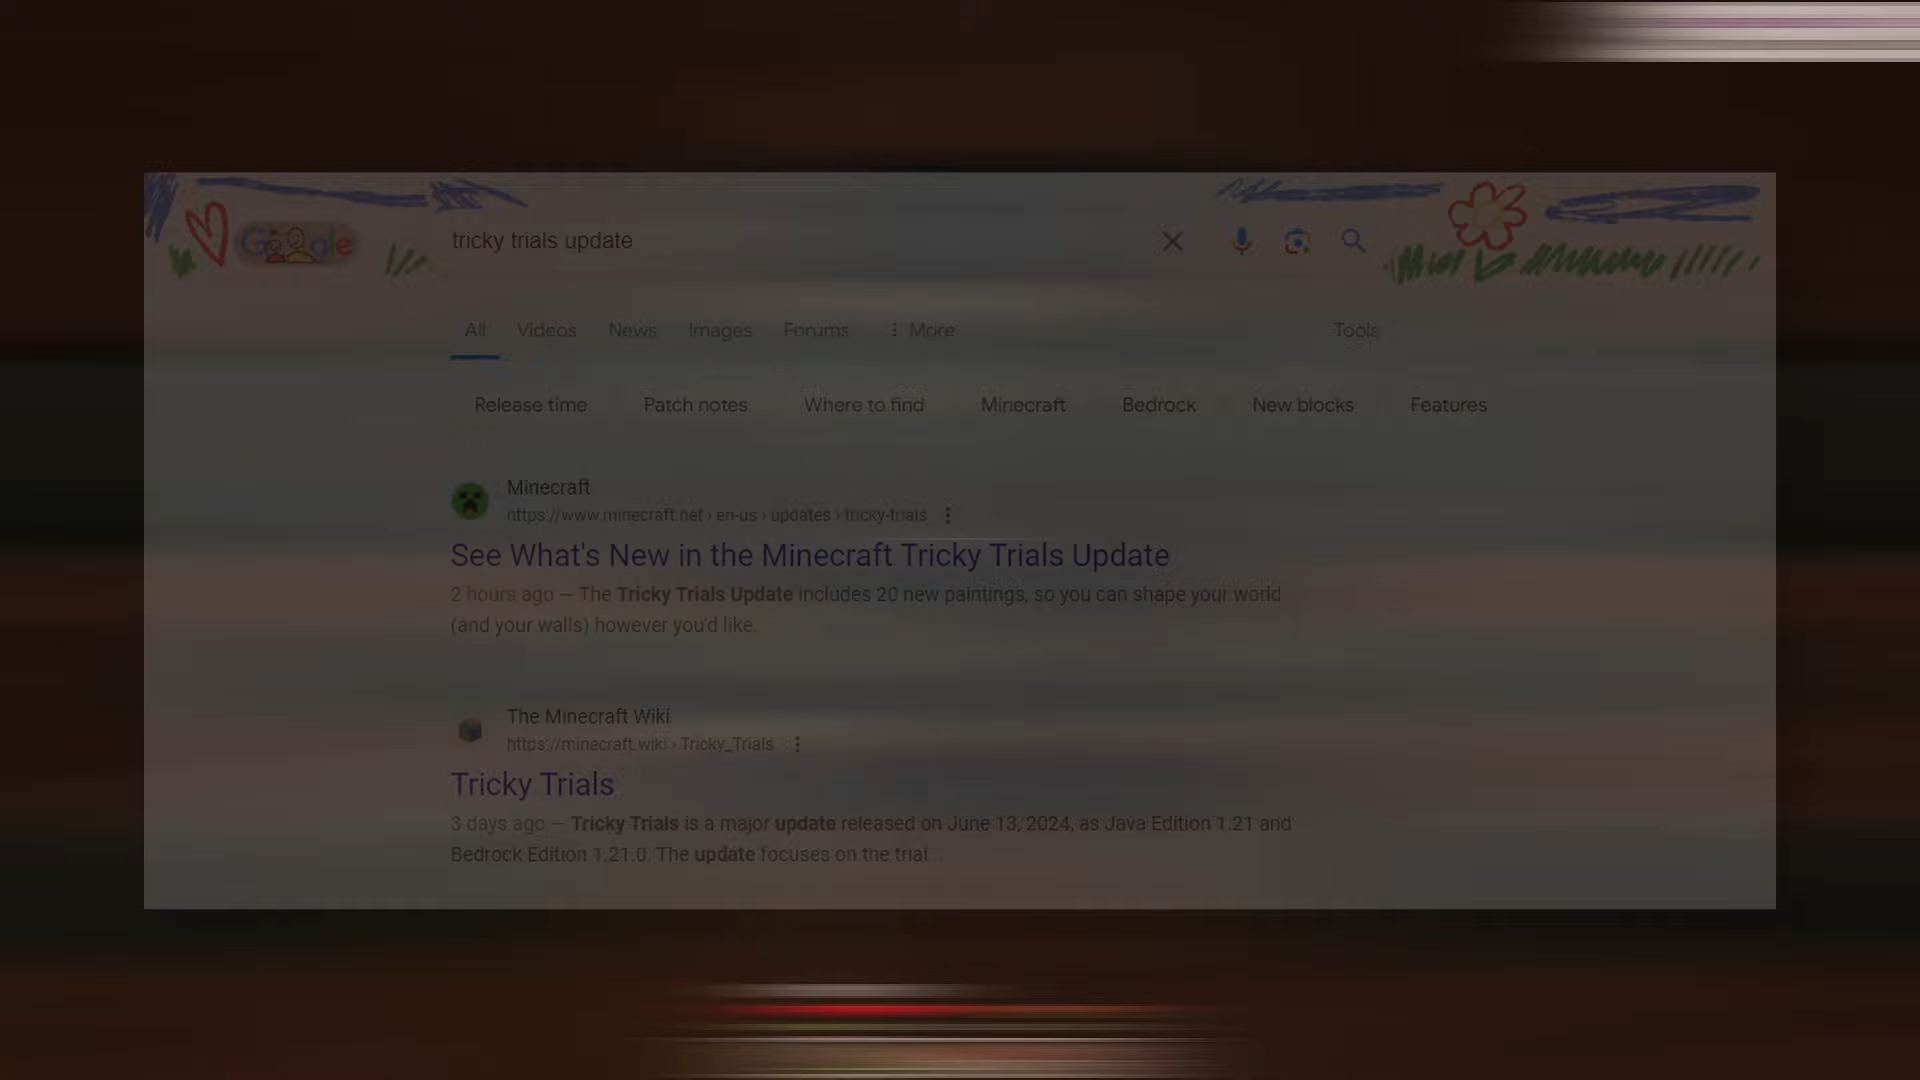 Google
tricky trials update
All Videos News Images Forums More Tools
Release time Patch notes Where to find Minecraft Bedrock New blocks Features
Minecraft
https://www.minecraft.net › en-us › updates › tricky-trials
See What's New in the Minecraft Tricky Trials Update
2 hours ago — The Tricky Trials Update includes 20 new paintings, so you can shape your world
(and your walls) however you'd like.
The Minecraft Wiki
https://minecraft.wiki › Tricky_Trials
Tricky Trials
3 days ago — Tricky Trials is a major update released on June 13, 2024, as Java Edition 1.21 and
Bedrock Edition 1.21.0. The update focuses on the trial...